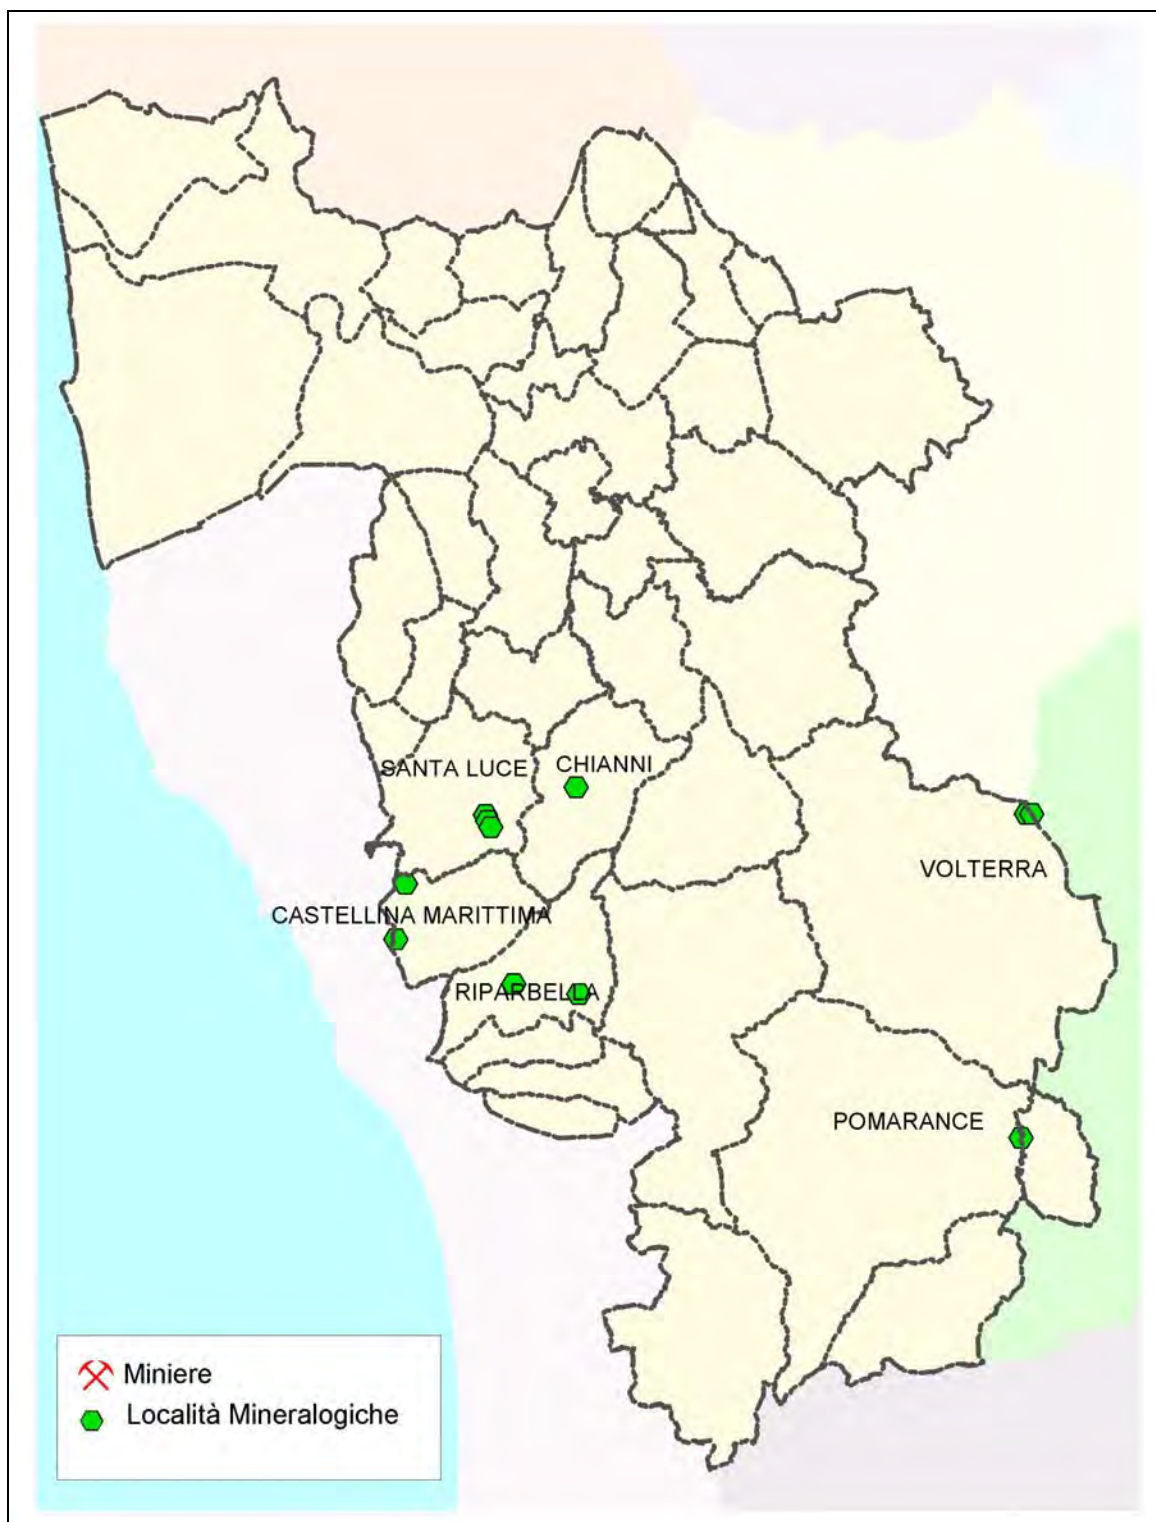 SANTA LUCE
CHIANNI
VOLTERRA
CASTELLINA MARITTIMA
RIPARBELLA
POMARANCE
Miniere
Località Mineralogiche